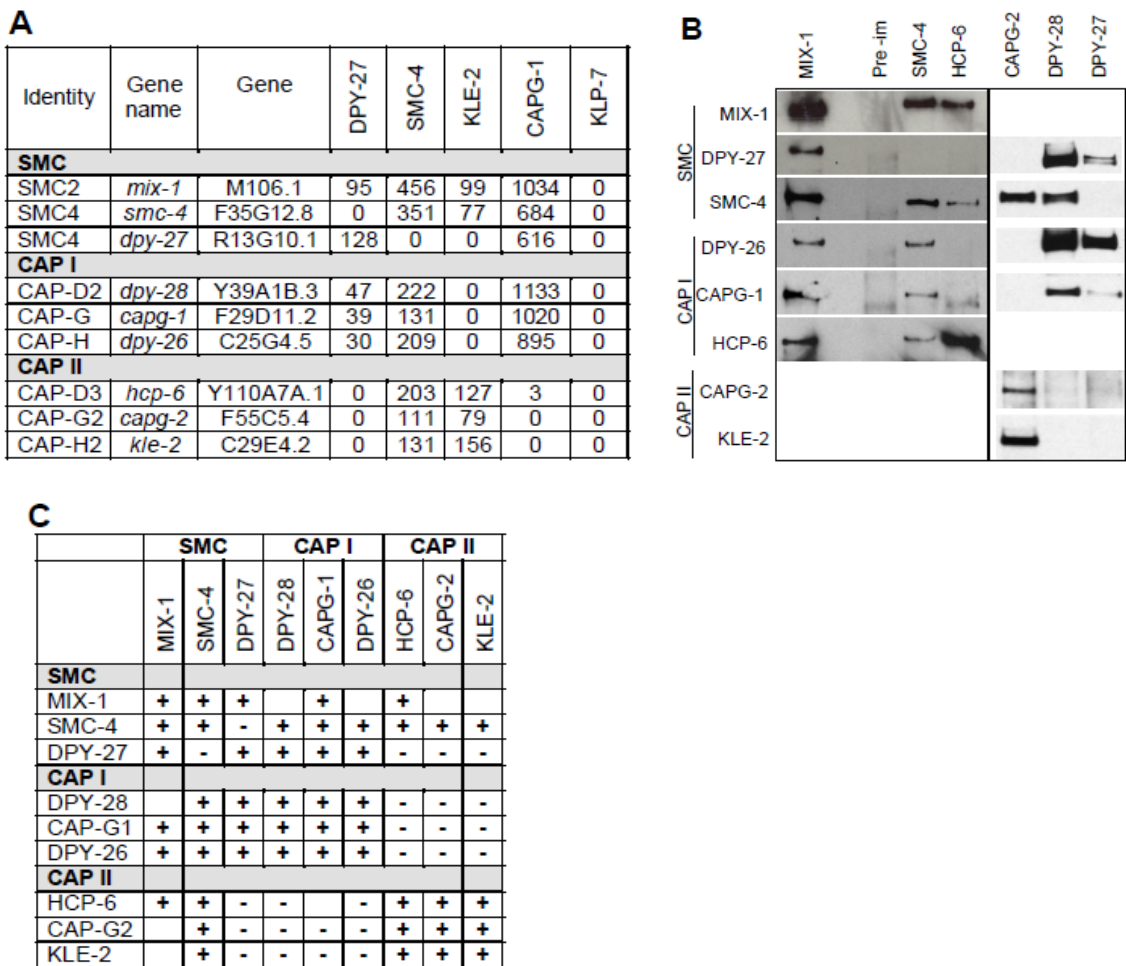 A
Identity Gene name Gene DPY-27 SMC-4 KLE-2 CAPG-1 KLP-7
SMC
SMC2 mix-1 M106.1 95 456 99 1034 0
SMC4 smc-4 F35G12.8 0 351 77 684 0
SMC4 dpy-27 R13G10.1 128 0 0 616 0
CAP I
CAP-D2 dpy-28 Y39A1B.3 47 222 0 1133 0
CAP-G capg-1 F29D11.2 39 131 0 1020 0
CAP-H dpy-26 C25G4.5 30 209 0 895 0
CAP II
CAP-D3 hcp-6 Y110A7A.1 0 203 127 3 0
CAP-G2 capg-2 F55C5.4 0 111 79 0 0
CAP-H2 kle-2 C29E4.2 0 131 156 0 0
B
MIX-1 Pre -im SMC-4 HCP-6 CAPG-2 DPY-28 DPY-27
SMC
MIX-1
DPY-27
SMC-4
CAP I
DPY-26
CAPG-1
HCP-6
CAP II
CAPG-2
KLE-2
C
SMC CAP I CAP II
MIX-1 SMC-4 DPY-27 DPY-28 CAPG-1 DPY-26 HCP-6 CAPG-2 KLE-2
SMC
MIX-1 + + + + +
SMC-4 + + - + + + + + +
DPY-27 + - + + + + - - -
CAP I
DPY-28 + + + + + - - -
CAP-G1 + + + + + + - - -
DPY-26 + + + + + + - - -
CAP II
HCP-6 + + - - - + + +
CAP-G2 + - - - - + + +
KLE-2 + - - - - + + +